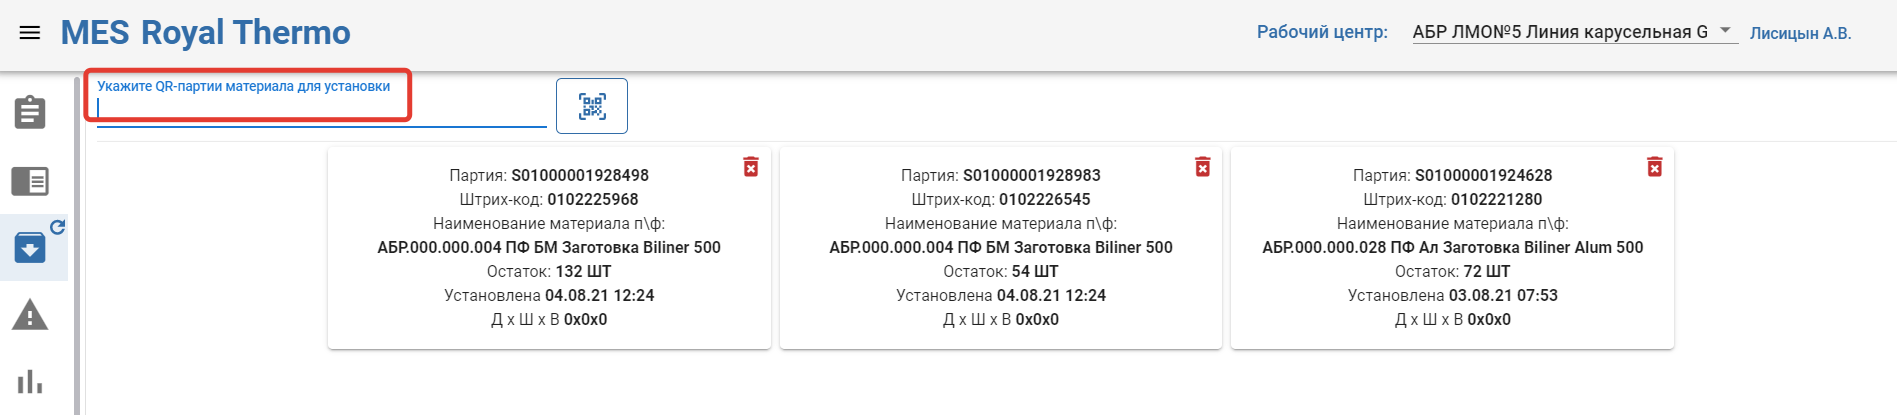 MES Royal Thermo
Рабочий центр: АБР ЛМО№5 Линия карусельная G Лисицын А.В.
Укажите QR-партии материала для установки
Партия: S01000001928498
Штрих-код: 0102225968
Наименование материала п\ф:
АБР.000.000.004 ПФ БМ Заготовка Biliner 500
Остаток: 132 ШТ
Установлена 04.08.21 12:24
Д x Ш x В 0x0x0
Партия: S01000001928983
Штрих-код: 0102226545
Наименование материала п\ф:
АБР.000.000.004 ПФ БМ Заготовка Biliner 500
Остаток: 54 ШТ
Установлена 04.08.21 12:24
Д x Ш x В 0x0x0
Партия: S01000001924628
Штрих-код: 0102221280
Наименование материала п\ф:
АБР.000.000.028 ПФ Ал Заготовка Biliner Alum 500
Остаток: 72 ШТ
Установлена 03.08.21 07:53
Д x Ш x В 0x0x0